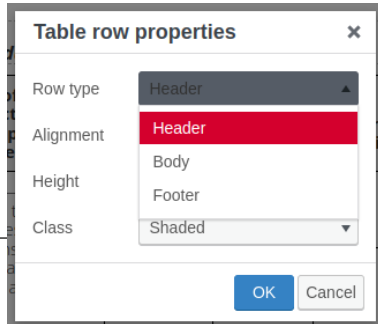 Table row properties ×
Row type Header
Header
Alignment
Body
Height
Footer
Class Shaded
OK Cancel